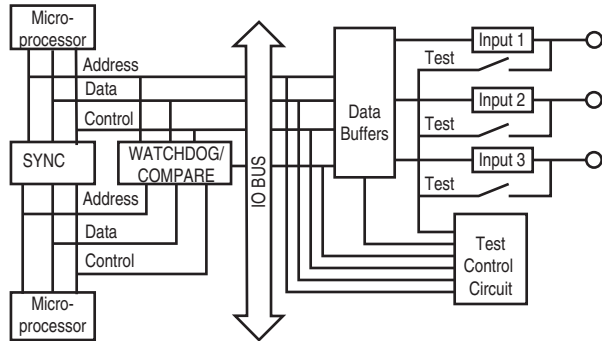 Micro-
processor
Address
Data
Control
SYNC
WATCHDOG/
COMPARE
Address
Data
Control
Micro-
processor
IO BUS
Data
Buffers
Input 1
Test
Input 2
Test
Input 3
Test
Test
Control
Circuit